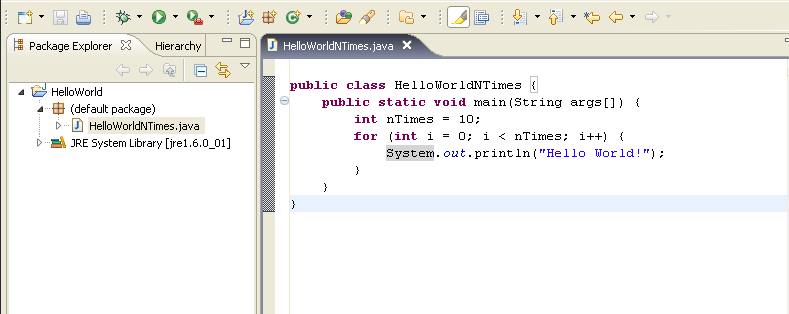 Package Explorer
Hierarchy
HelloWorld
(default package)
HelloWorldNTimes.java
JRE System Library [jre1.6.0_01]
HelloWorldNTimes.java
public class HelloWorldNTimes {
public static void main(String args[]) {
int nTimes = 10;
for (int i = 0; i < nTimes; i++) {
System.out.println("Hello World!");
}
}
}